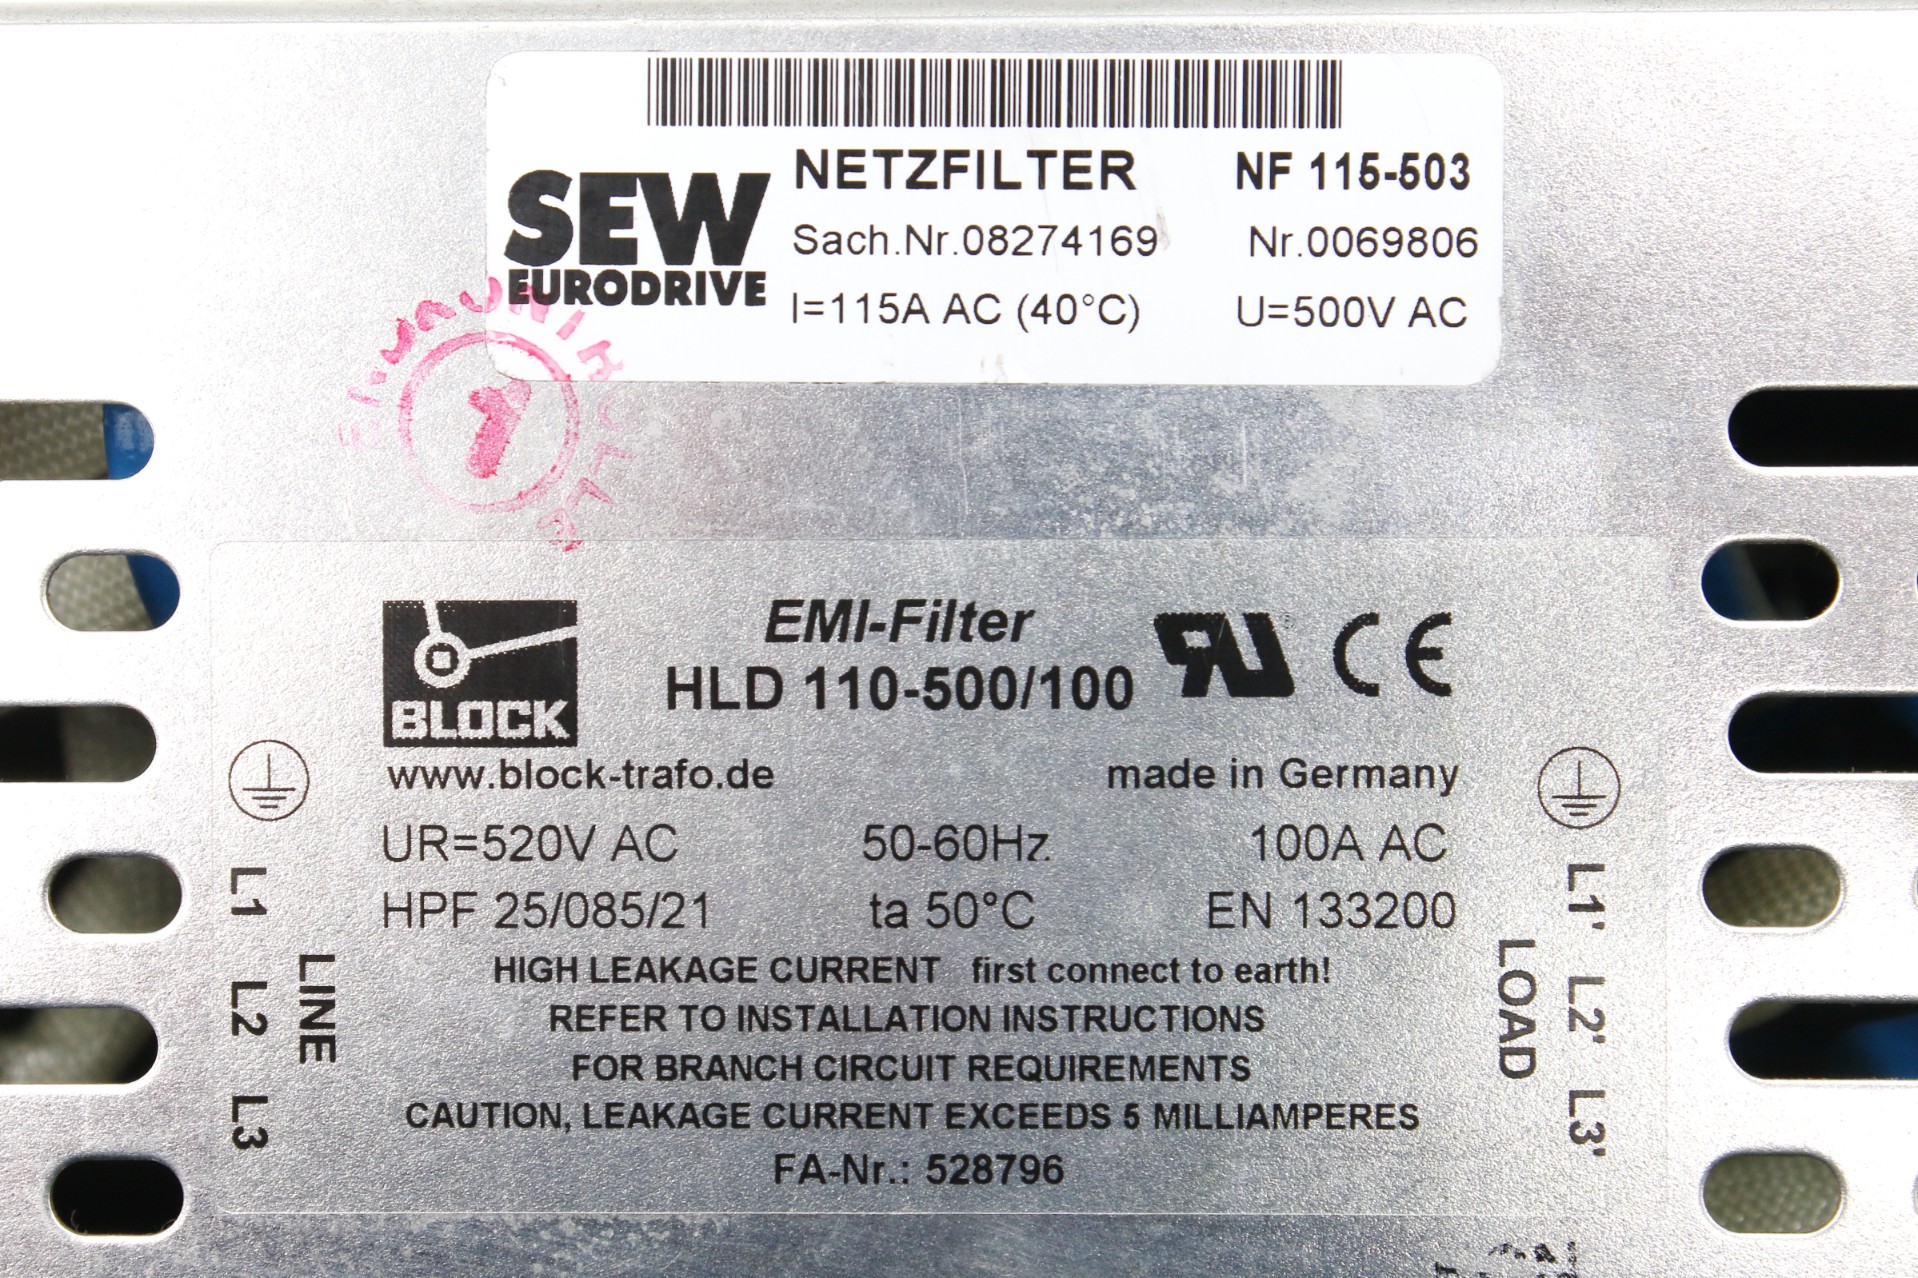 NETZFILTER NF 115-503
SEW
EURODRIVE
Sach.Nr.08274169 Nr.0069806
I=115A AC (40°C) U=500V AC
1
EMI-Filter
HLD 110-500/100
BLOCK
www.block-trafo.de made in Germany
UR=520V AC 50-60Hz 100A AC
HPF 25/085/21 ta 50°C EN 133200
HIGH LEAKAGE CURRENT first connect to earth!
REFER TO INSTALLATION INSTRUCTIONS
FOR BRANCH CIRCUIT REQUIREMENTS
CAUTION, LEAKAGE CURRENT EXCEEDS 5 MILLIAMPERES
FA-Nr.: 528796
L1 L2 L3
LINE
LOAD
L1' L2' L3'